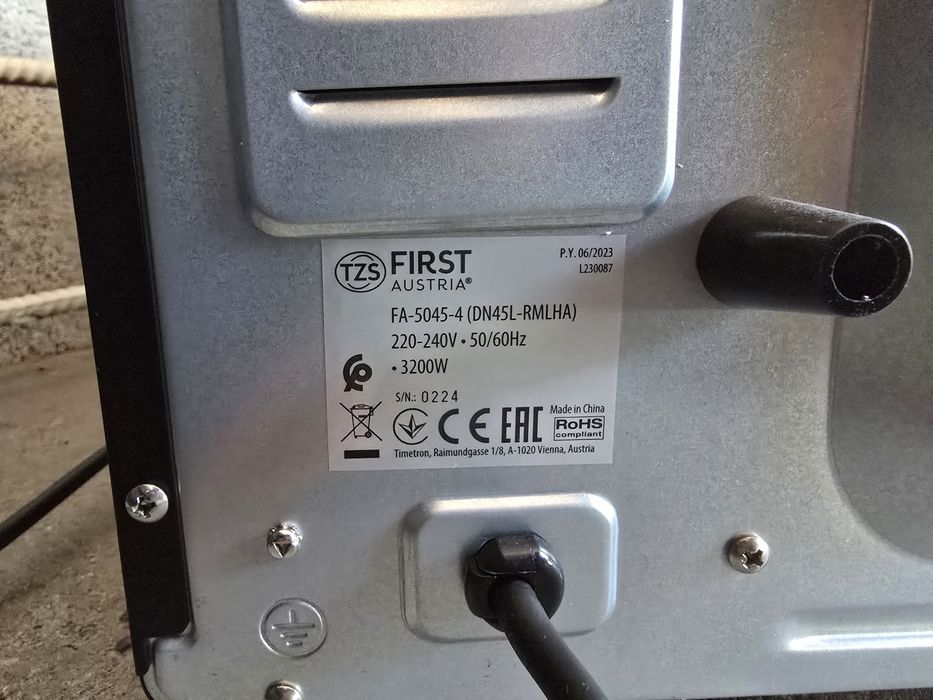 TZS FIRST
AUSTRIA®
P.Y. 06/2023
L230087
FA-5045-4 (DN45L-RMLHA)
220-240V • 50/60Hz
• 3200W
S/N.: 0224
CE EAC
Made in China
RoHS
compliant
Timetron, Raimundgasse 1/8, A-1020 Vienna, Austria